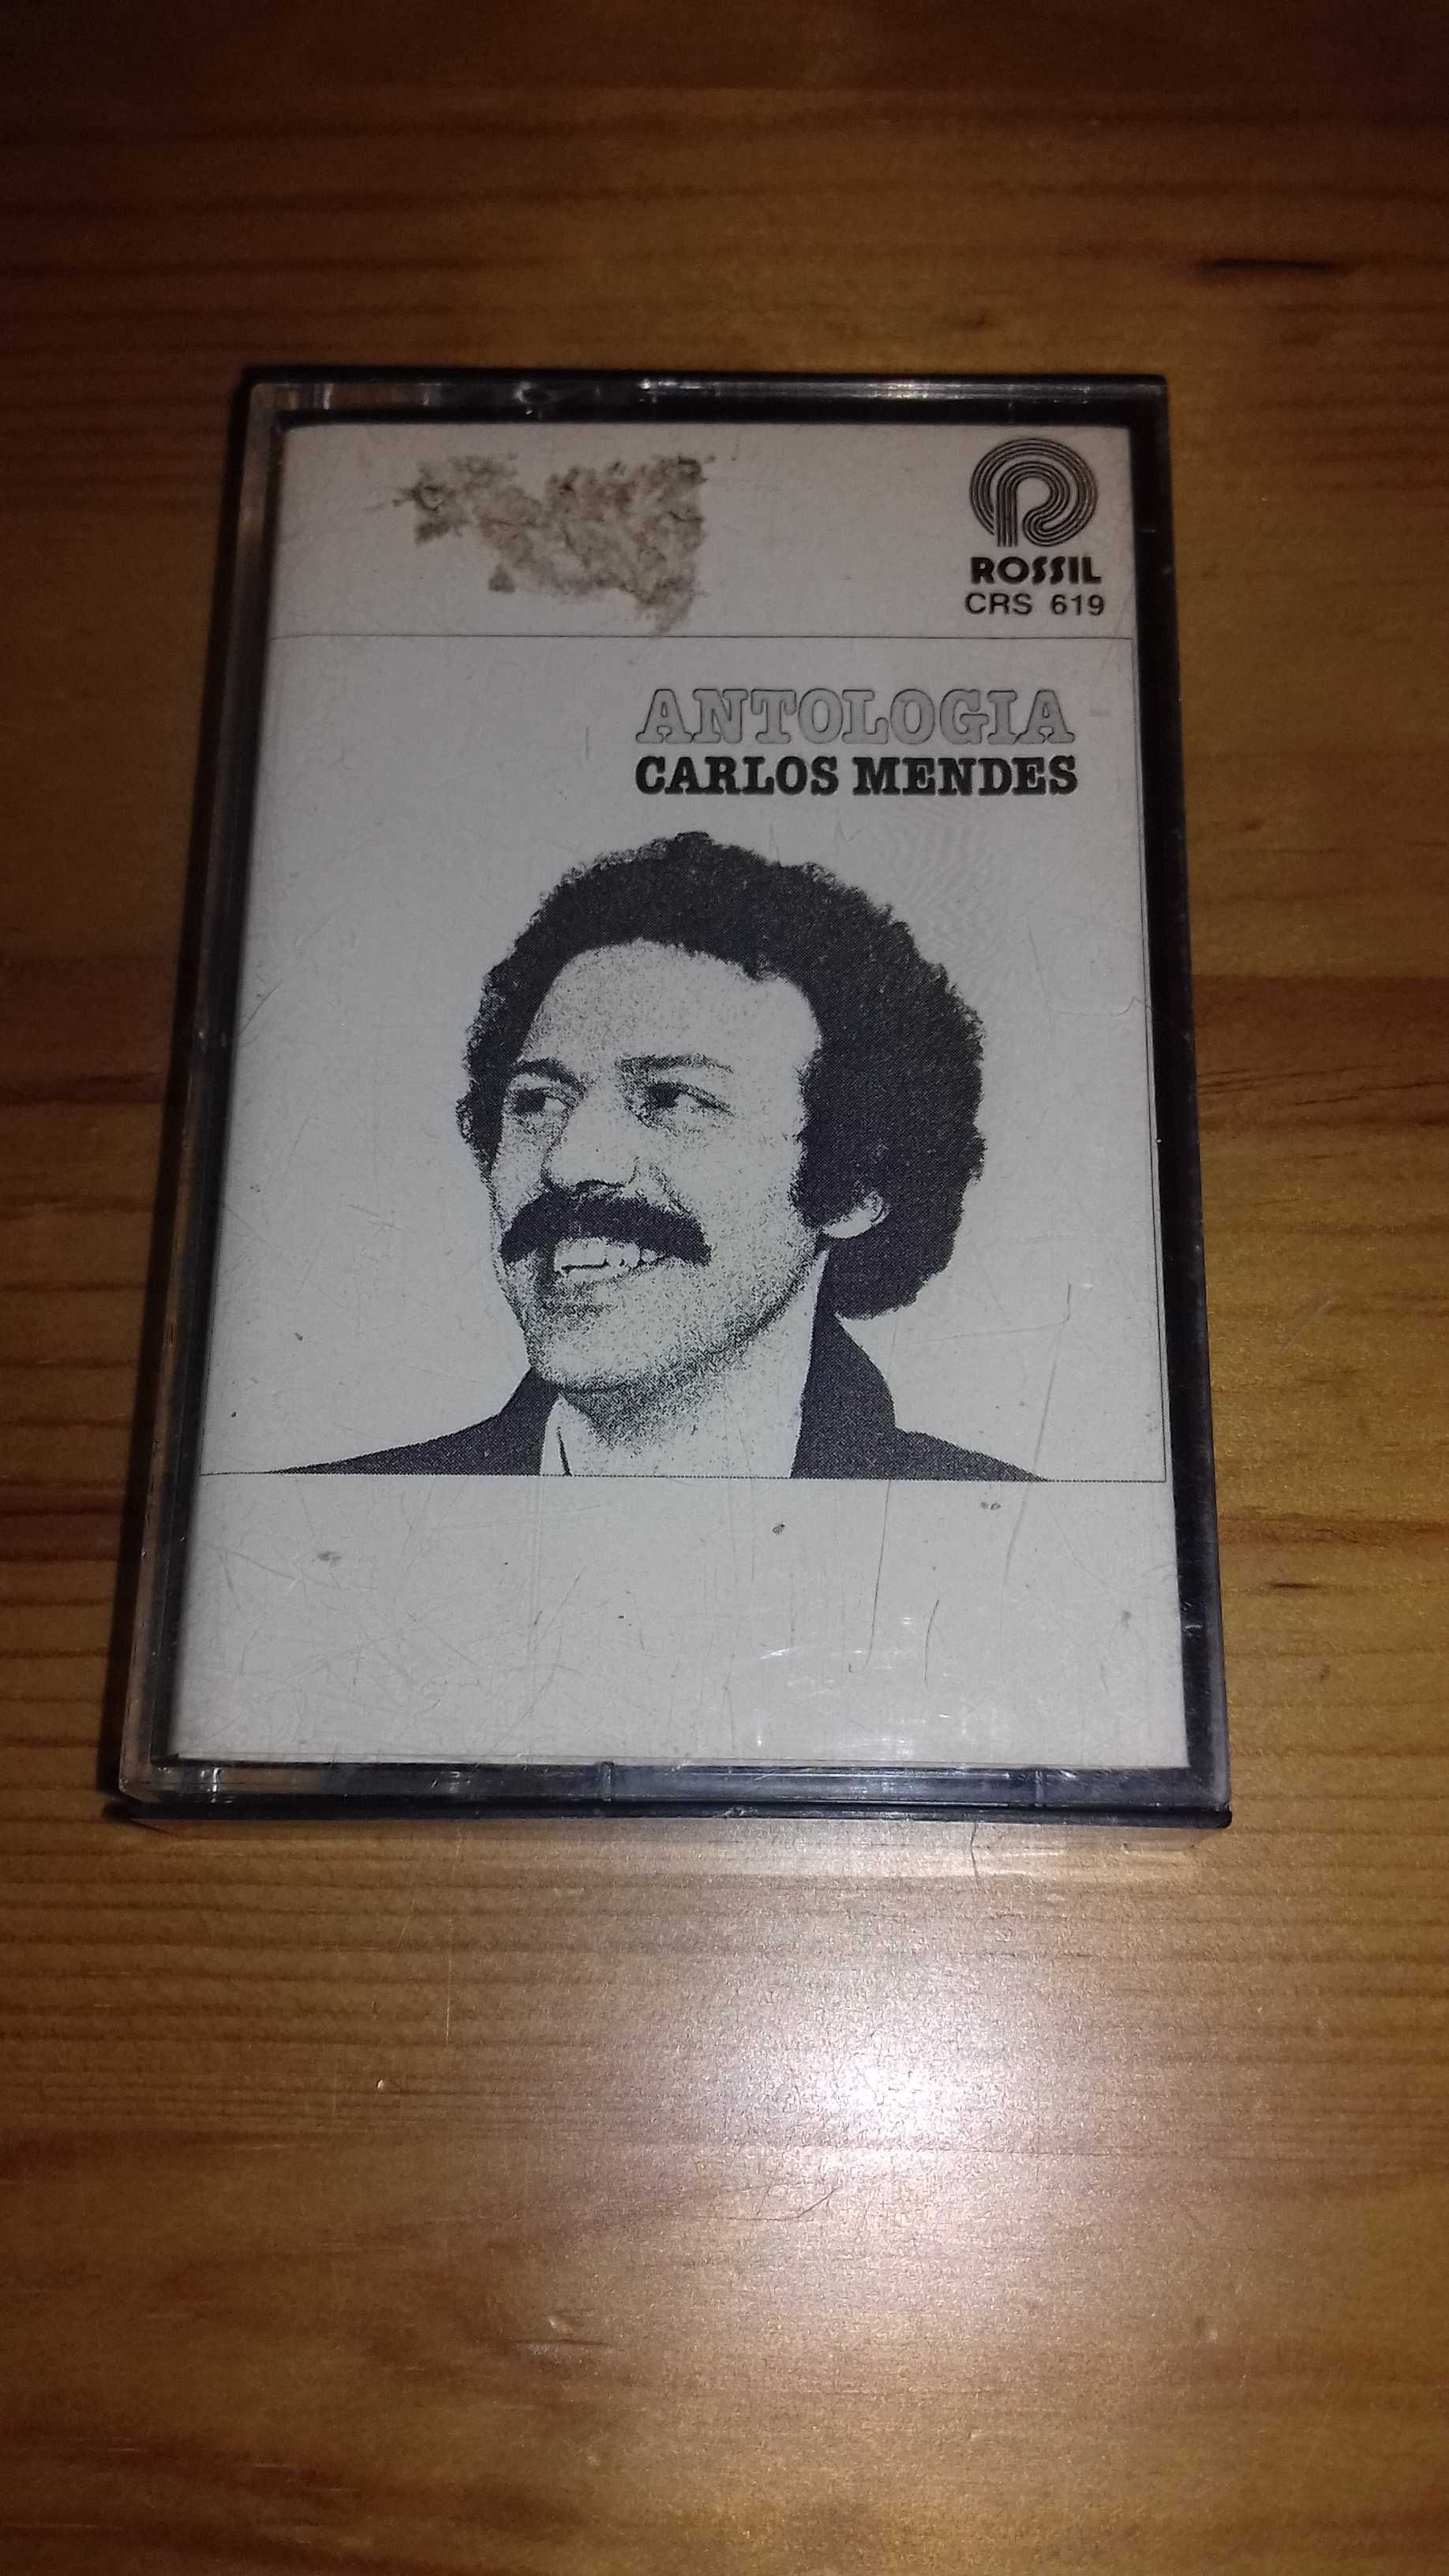 ROSSIL
CRS 619
ANTOLOGIA
CARLOS MENDES